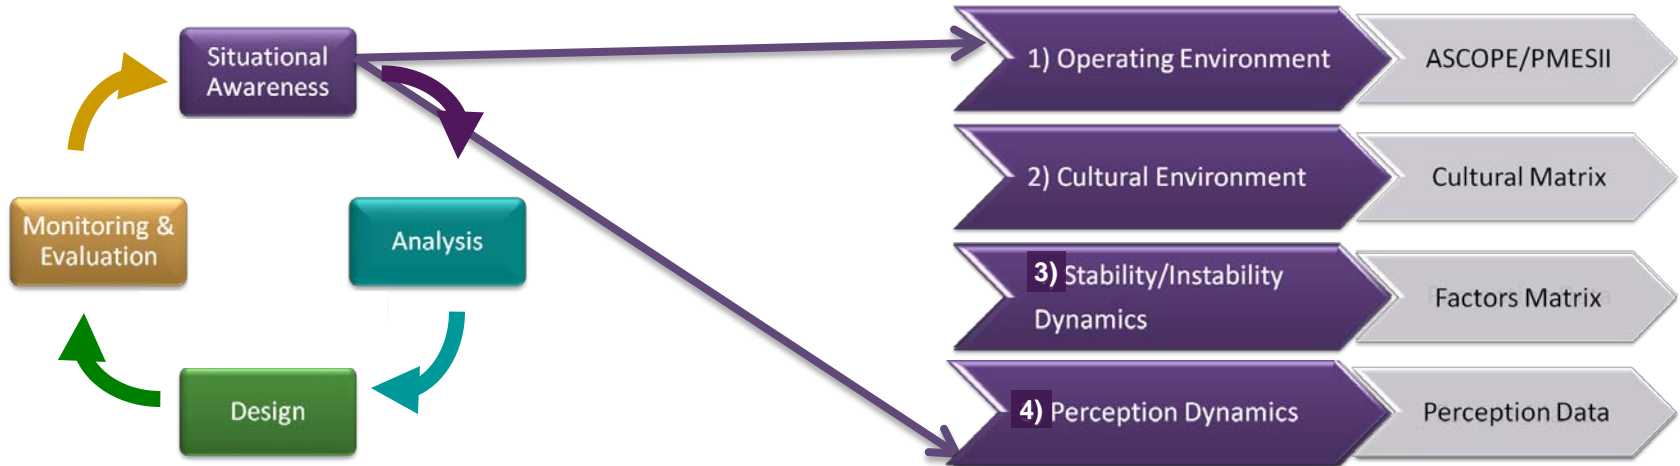 Situational
Awareness
Analysis
Design
Monitoring &
Evaluation
1) Operating Environment
ASCOPE/PMESII
2) Cultural Environment
Cultural Matrix
3) Stability/Instability
Dynamics
Factors Matrix
4) Perception Dynamics
Perception Data